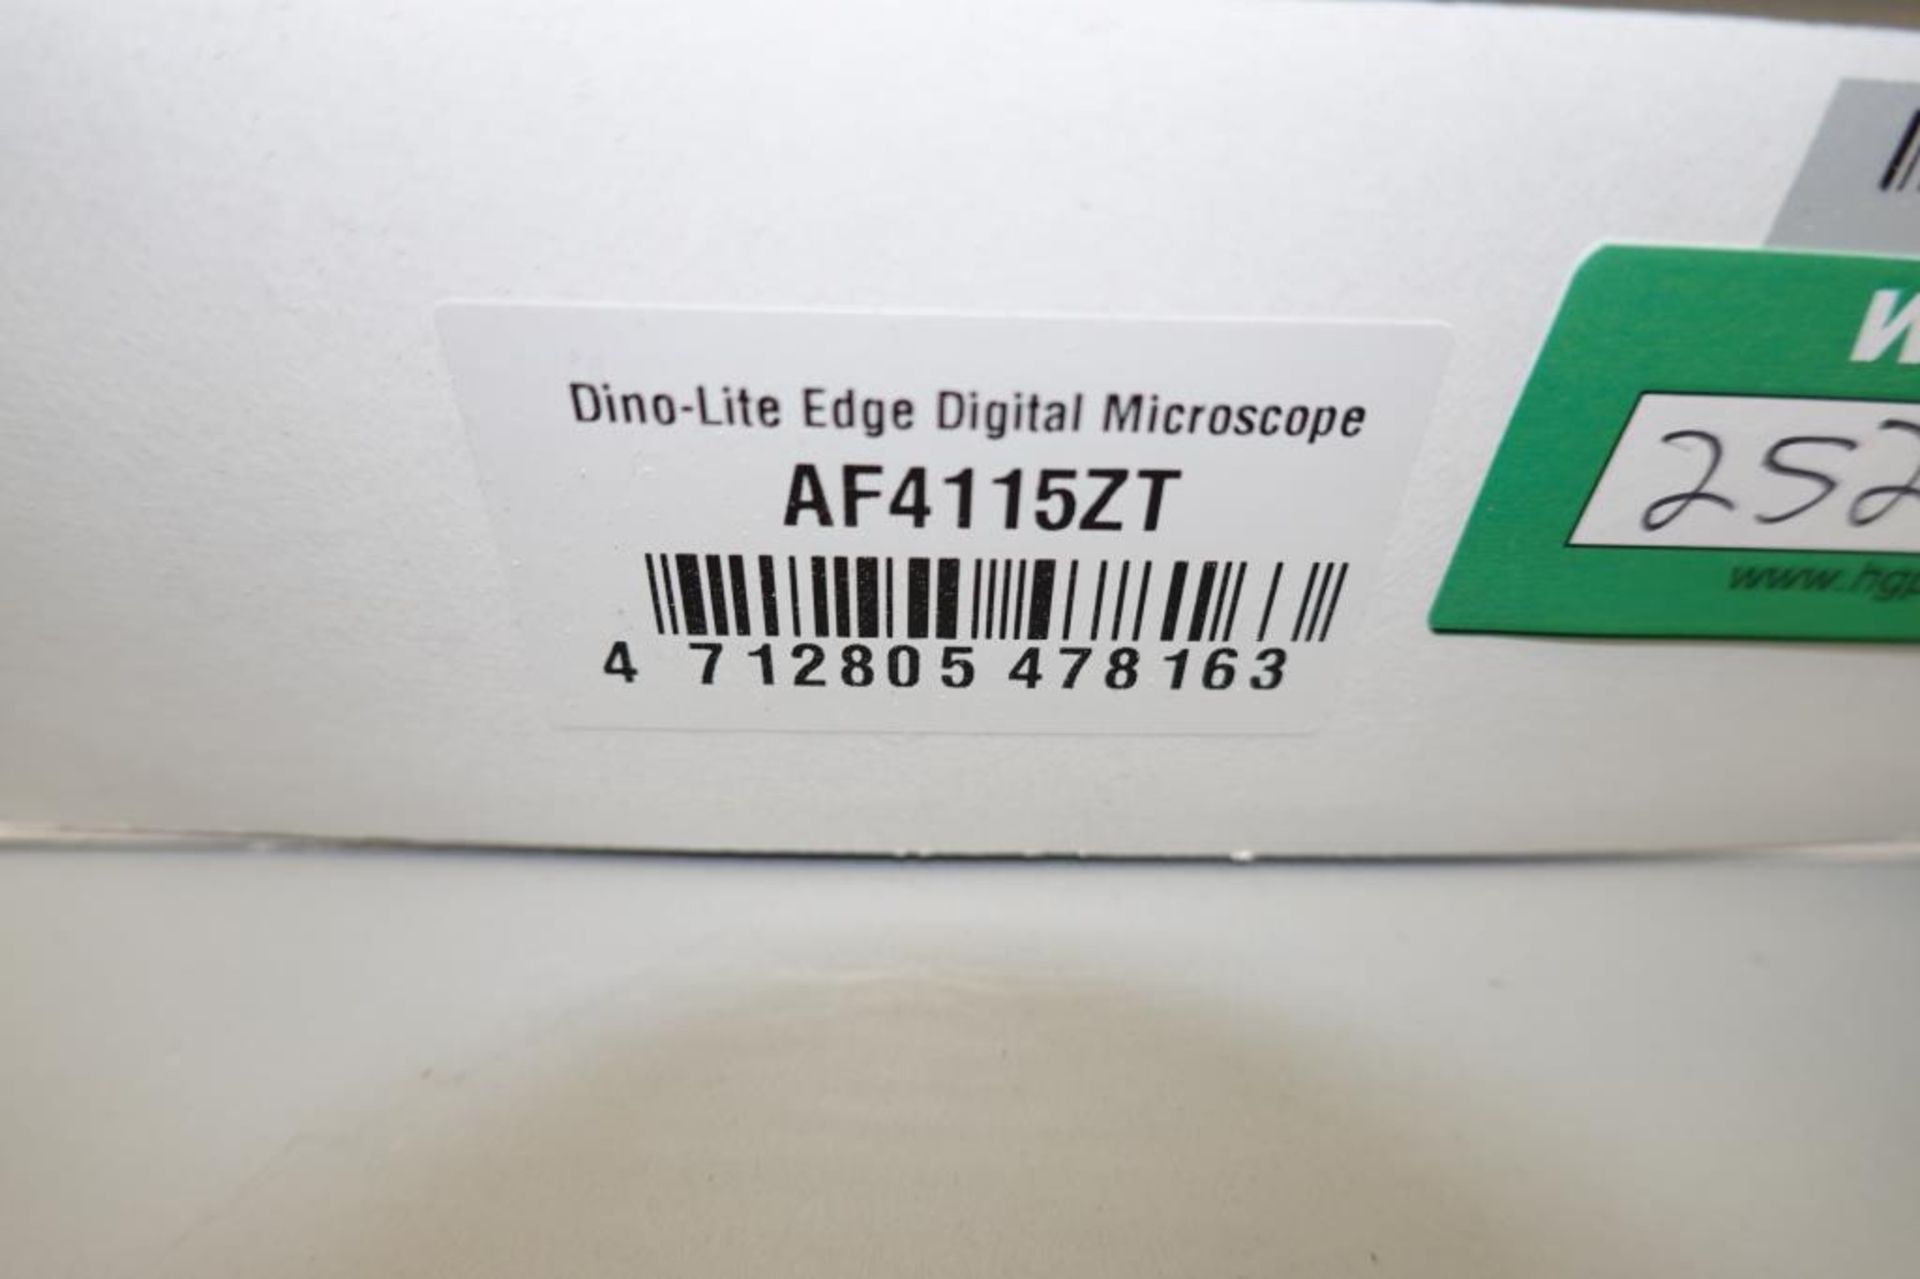 Dino-Lite Edge Digital Microscope
AF4115ZT
4 712805 478163